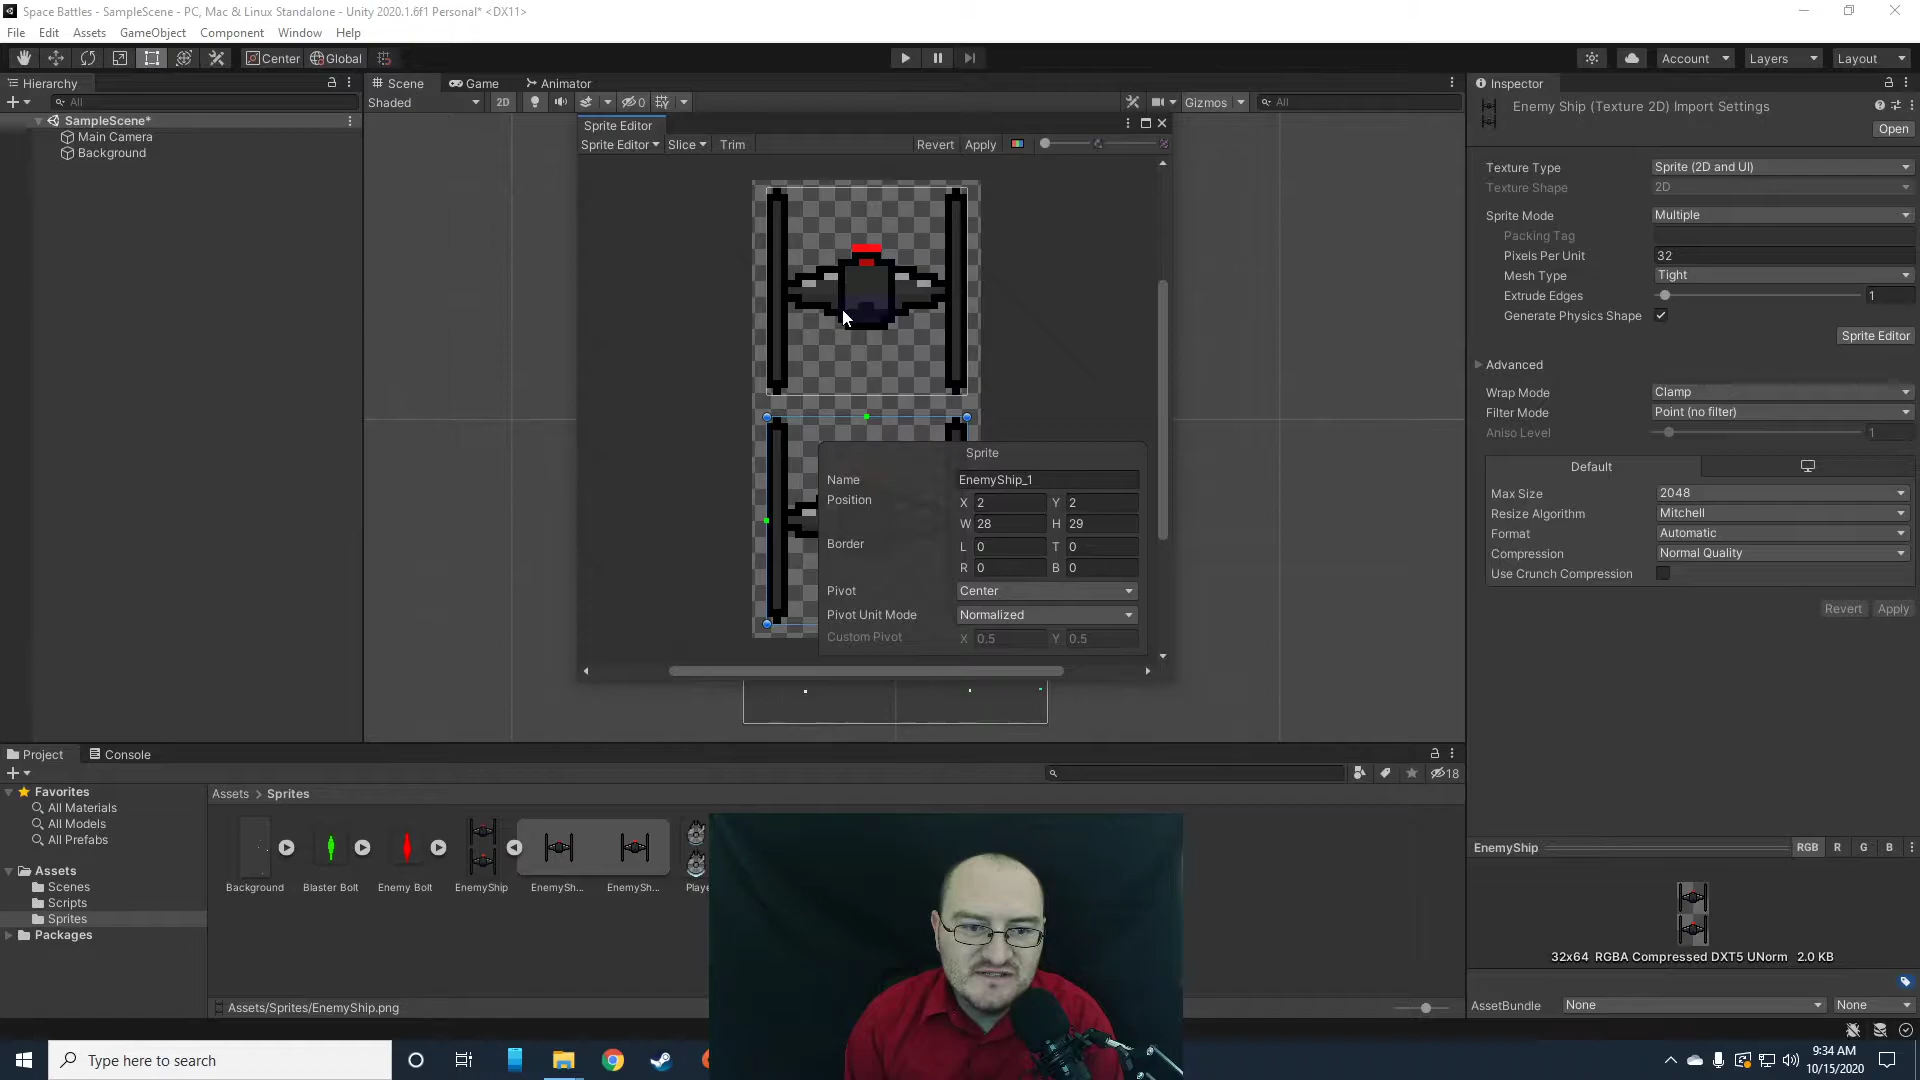 Space Battles - SampleScene - PC, Mac & Linux Standalone - Unity 2020.1.6f1 Personal* <DX11>
File Edit Assets GameObject Component Window Help
Center Global Account Layers Layout
Hierarchy
All
SampleScene*
Main Camera
Background
Scene Game Animator
Shaded 2D 0 Gizmos All
Sprite Editor
Sprite Editor Slice Trim Revert Apply
Sprite
Name EnemyShip_1
Position X 2 Y 2
W 28 H 29
Border L 0 T 0
R 0 B 0
Pivot Center
Pivot Unit Mode Normalized
Custom Pivot X 0.5 Y 0.5
Inspector
Enemy Ship (Texture 2D) Import Settings
Open
Texture Type Sprite (2D and UI)
Texture Shape 2D
Sprite Mode Multiple
Packing Tag
Pixels Per Unit 32
Mesh Type Tight
Extrude Edges 1
Generate Physics Shape
Sprite Editor
Advanced
Wrap Mode Clamp
Filter Mode Point (no filter)
Aniso Level 1
Default
Max Size 2048
Resize Algorithm Mitchell
Format Automatic
Compression Normal Quality
Use Crunch Compression
Revert Apply
Project Console
18
Favorites
All Materials
All Models
All Prefabs
Assets
Scenes
Scripts
Sprites
Packages
Assets > Sprites
Background Blaster Bolt Enemy Bolt EnemyShip EnemySh... EnemySh... Playe
Assets/Sprites/EnemyShip.png
EnemyShip RGB R G B
32x64 RGBA Compressed DXT5 UNorm 2.0 KB
AssetBundle None None
Type here to search
9:34 AM
10/15/2020